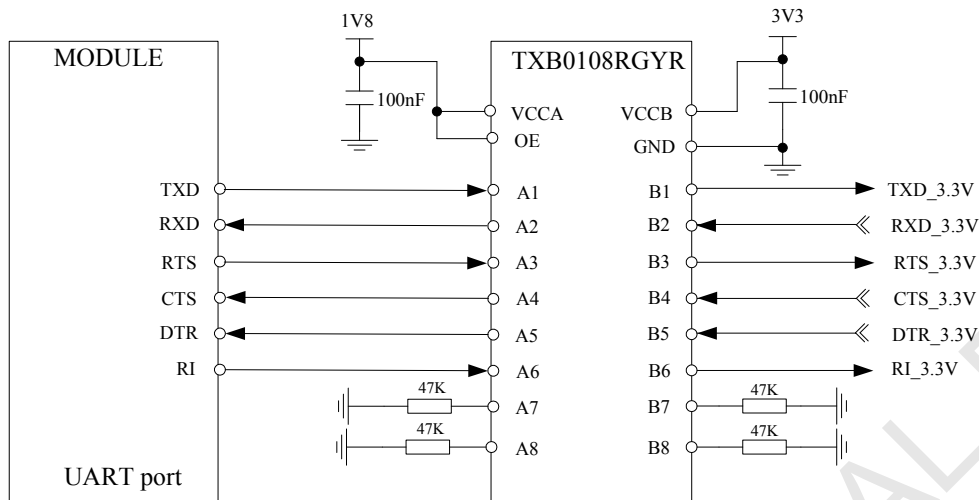 1V8
3V3
MODULE
TXB0108RGYR
100nF
100nF
VCCA
VCCB
OE
GND
TXD
A1
B1
TXD_3.3V
RXD
A2
B2
RXD_3.3V
RTS
A3
B3
RTS_3.3V
CTS
A4
B4
CTS_3.3V
DTR
A5
B5
DTR_3.3V
RI
A6
B6
RI_3.3V
47K
A7
B7
47K
47K
A8
B8
47K
UART port